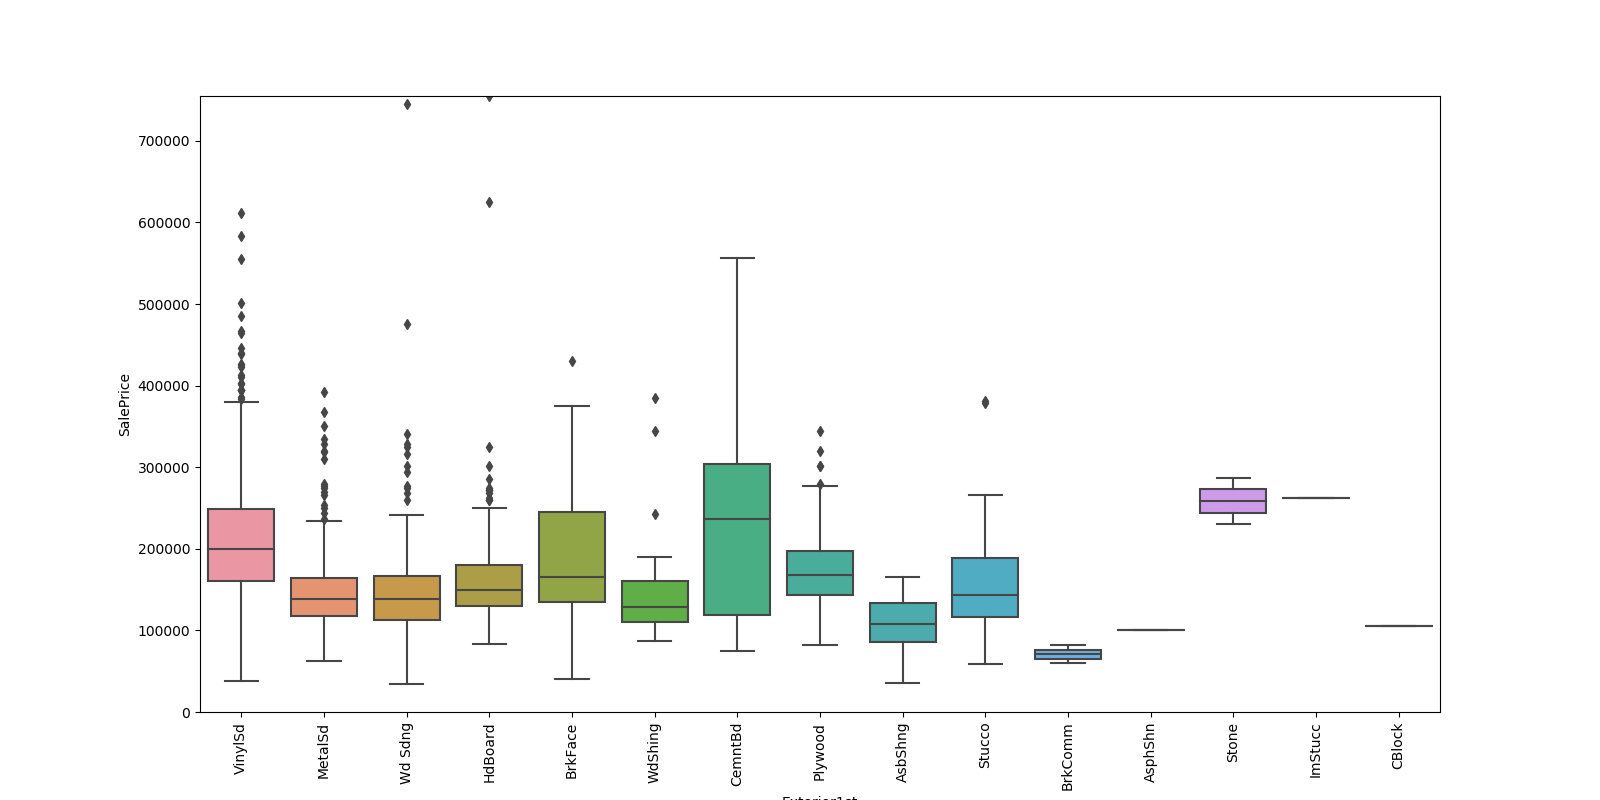 700000
600000
500000
400000
300000
200000
100000
0
SalePrice
VinylSd
MetalSd
Wd Sdng
HdBoard
BrkFace
WdShing
CemntBd
Plywood
AsbShng
Stucco
BrkComm
AsphShn
Stone
ImStucc
CBlock
Exterior1st